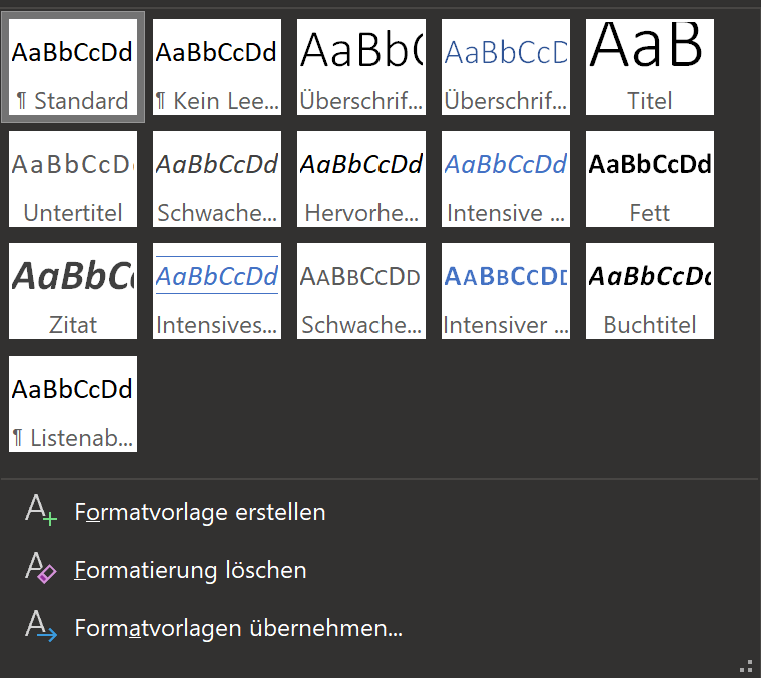 AaBbCcDd AaBbCcDd AaBb( AaBbCcD AaB
¶ Standard ¶ Kein Lee... Überschrif... Überschrif... Titel
AaBbCcD AaBbCcDd AaBbCcDd AaBbCcDd AaBbCcDd
Untertitel Schwache... Hervorhe... Intensive ... Fett
AaBbCc AaBbCcDd AaBbCcDd AaBbCcDd AaBbCcDd
Zitat Intensives... Schwache... Intensiver ... Buchtitel
AaBbCcDd
¶ Listenab...
Formatvorlage erstellen
Formatierung löschen
Formatvorlagen übernehmen...